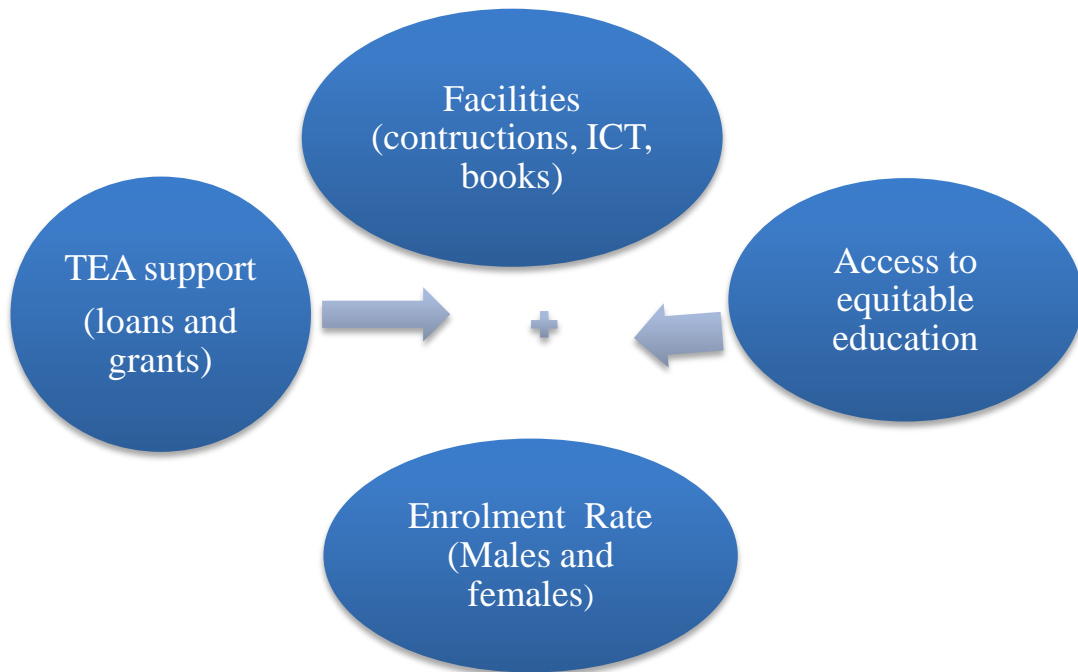 Facilities
(contructions, ICT,
books)
TEA support
(loans and
grants)
Access to
equitable
education
Enrolment Rate
(Males and
females)